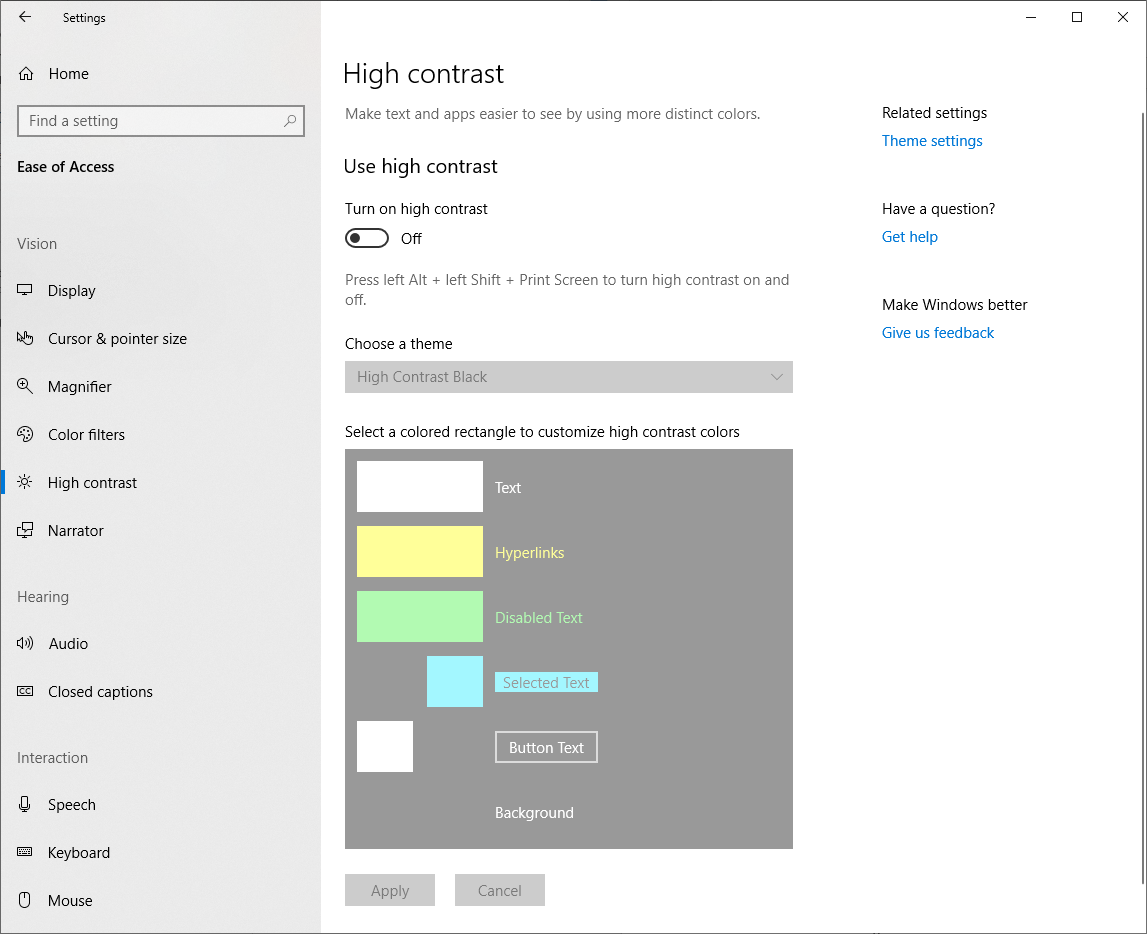 Settings
Home
Find a setting
Ease of Access
Vision
Display
Cursor & pointer size
Magnifier
Color filters
High contrast
Narrator
Hearing
Audio
CC
Closed captions
Interaction
Speech
Keyboard
Mouse
High contrast
Make text and apps easier to see by using more distinct colors.
Use high contrast
Turn on high contrast
Off
Press left Alt + left Shift + Print Screen to turn high contrast on and
off.
Choose a theme
High Contrast Black
Select a colored rectangle to customize high contrast colors
Text
Hyperlinks
Disabled Text
Selected Text
Button Text
Background
Apply
Cancel
Related settings
Theme settings
Have a question?
Get help
Make Windows better
Give us feedback